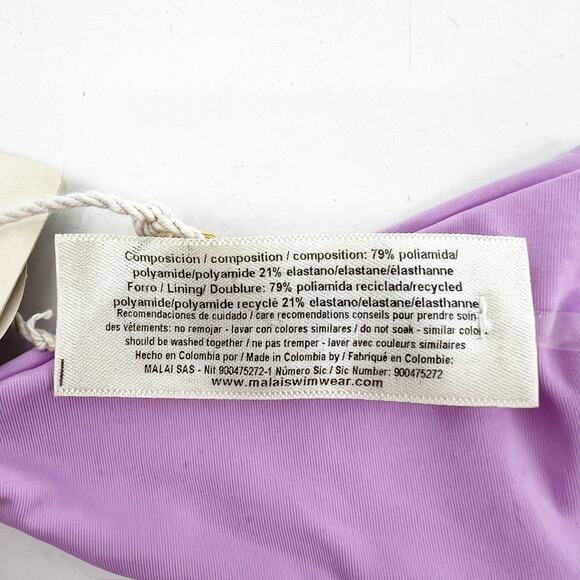 Composición / composition / composition: 79% poliamida/
polyamide/polyamide 21% elastano/elastane/élasthanne
Forro / Lining/ Doublure: 79% poliamida reciclada/recycled
polyamide/polyamide recyclé 21% elastano/elastane/élasthanne
Recomendaciones de cuidado / care recommendations conseils pour prendre soin
des vétements: no remojar - lavar con colores similares / do not soak - similar color
should be washed together / ne pas tremper - laver avec couleurs similaires
Hecho en Colombia por / Made in Colombia by / Fabriqué en Colombie:
MALAI SAS - Nit 900475272-1 Número Sic / Sic Number: 900475272
www.malaiswimwear.com